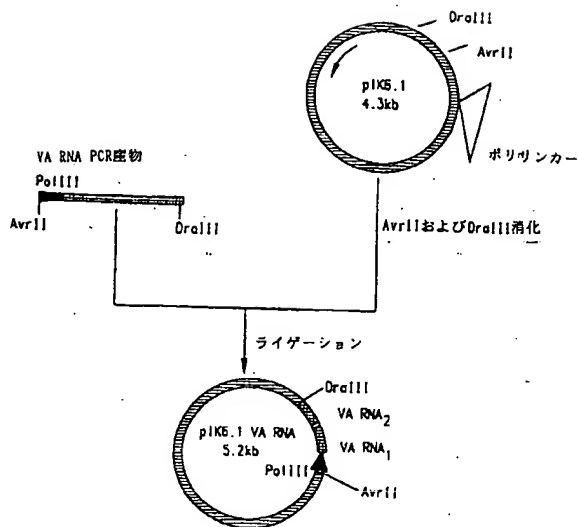 DraIII
AvrII
pIK6.1
4.3kb
ポリリンカー
VA RNA PCR産物
PolIII
AvrII
DraIII
AvrIIおよびDraIII消化
ライゲーション
DraIII
VA RNA2
pIK6.1 VA RNA
5.2kb
VA RNA1
PolIII
AvrII